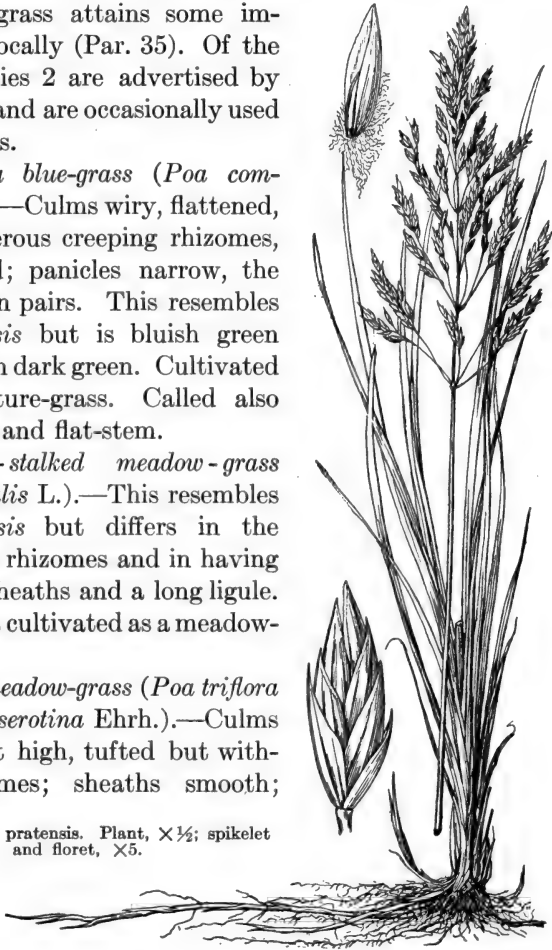 grass attains some im-
ocally (Par. 35). Of the
ies 2 are advertised by
and are occasionally used
s.
blue-grass (Poa com-
—Culms wiry, flattened,
erous creeping rhizomes,
; panicles narrow, the
n pairs. This resembles
sis but is bluish green
n dark green. Cultivated
ture-grass. Called also
and flat-stem.
-stalked meadow-grass
lis L.).—This resembles
sis but differs in the
rhizomes and in having
heaths and a long ligule.
cultivated as a meadow-
eadow-grass (Poa triflora
serotina Ehrh.).—Culms
t high, tufted but with-
mes; sheaths smooth;
pratensis. Plant, X½; spikelet
and floret, X5.